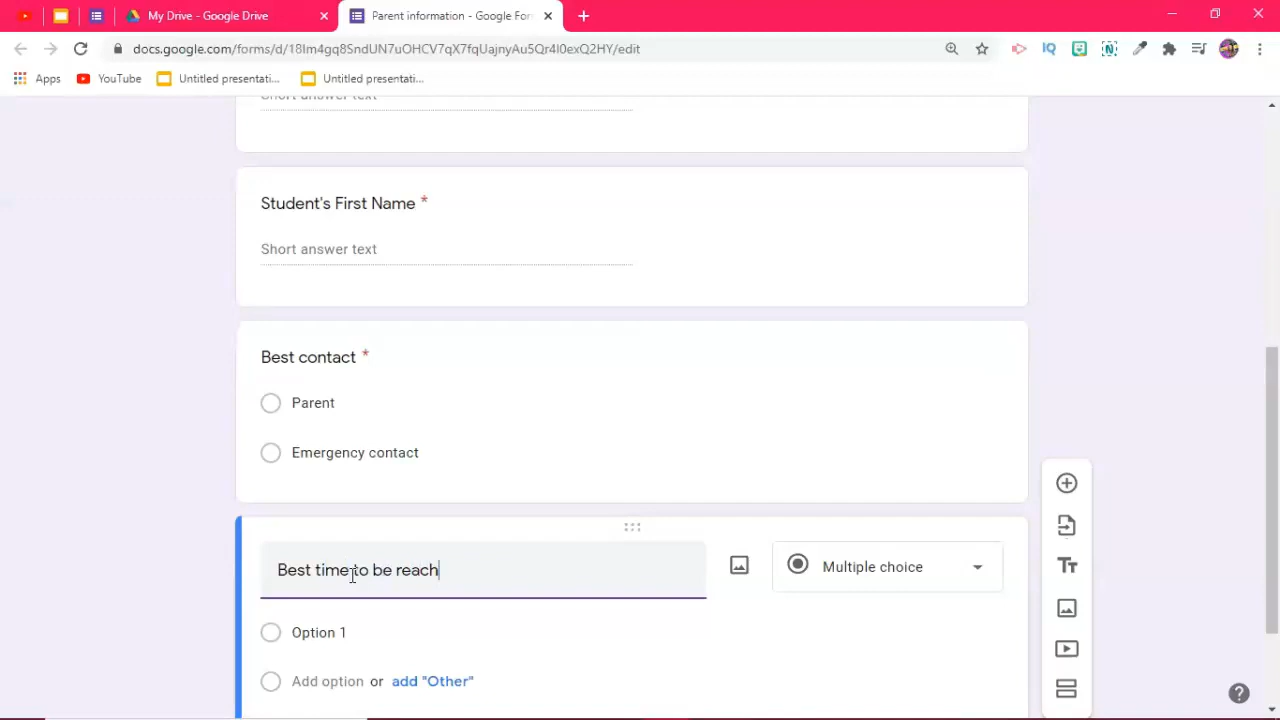 My Drive - Google Drive
Parent information - Google For
docs.google.com/forms/d/18Im4gq8SndUN7uOHCV7qX7fqUajnyAu5Qr4I0exQ2HY/edit
Apps
YouTube
Untitled presentati...
Untitled presentati...
Short answer text
Student's First Name *
Short answer text
Best contact *
Parent
Emergency contact
Best time to be reach
Multiple choice
Option 1
Add option or add "Other"